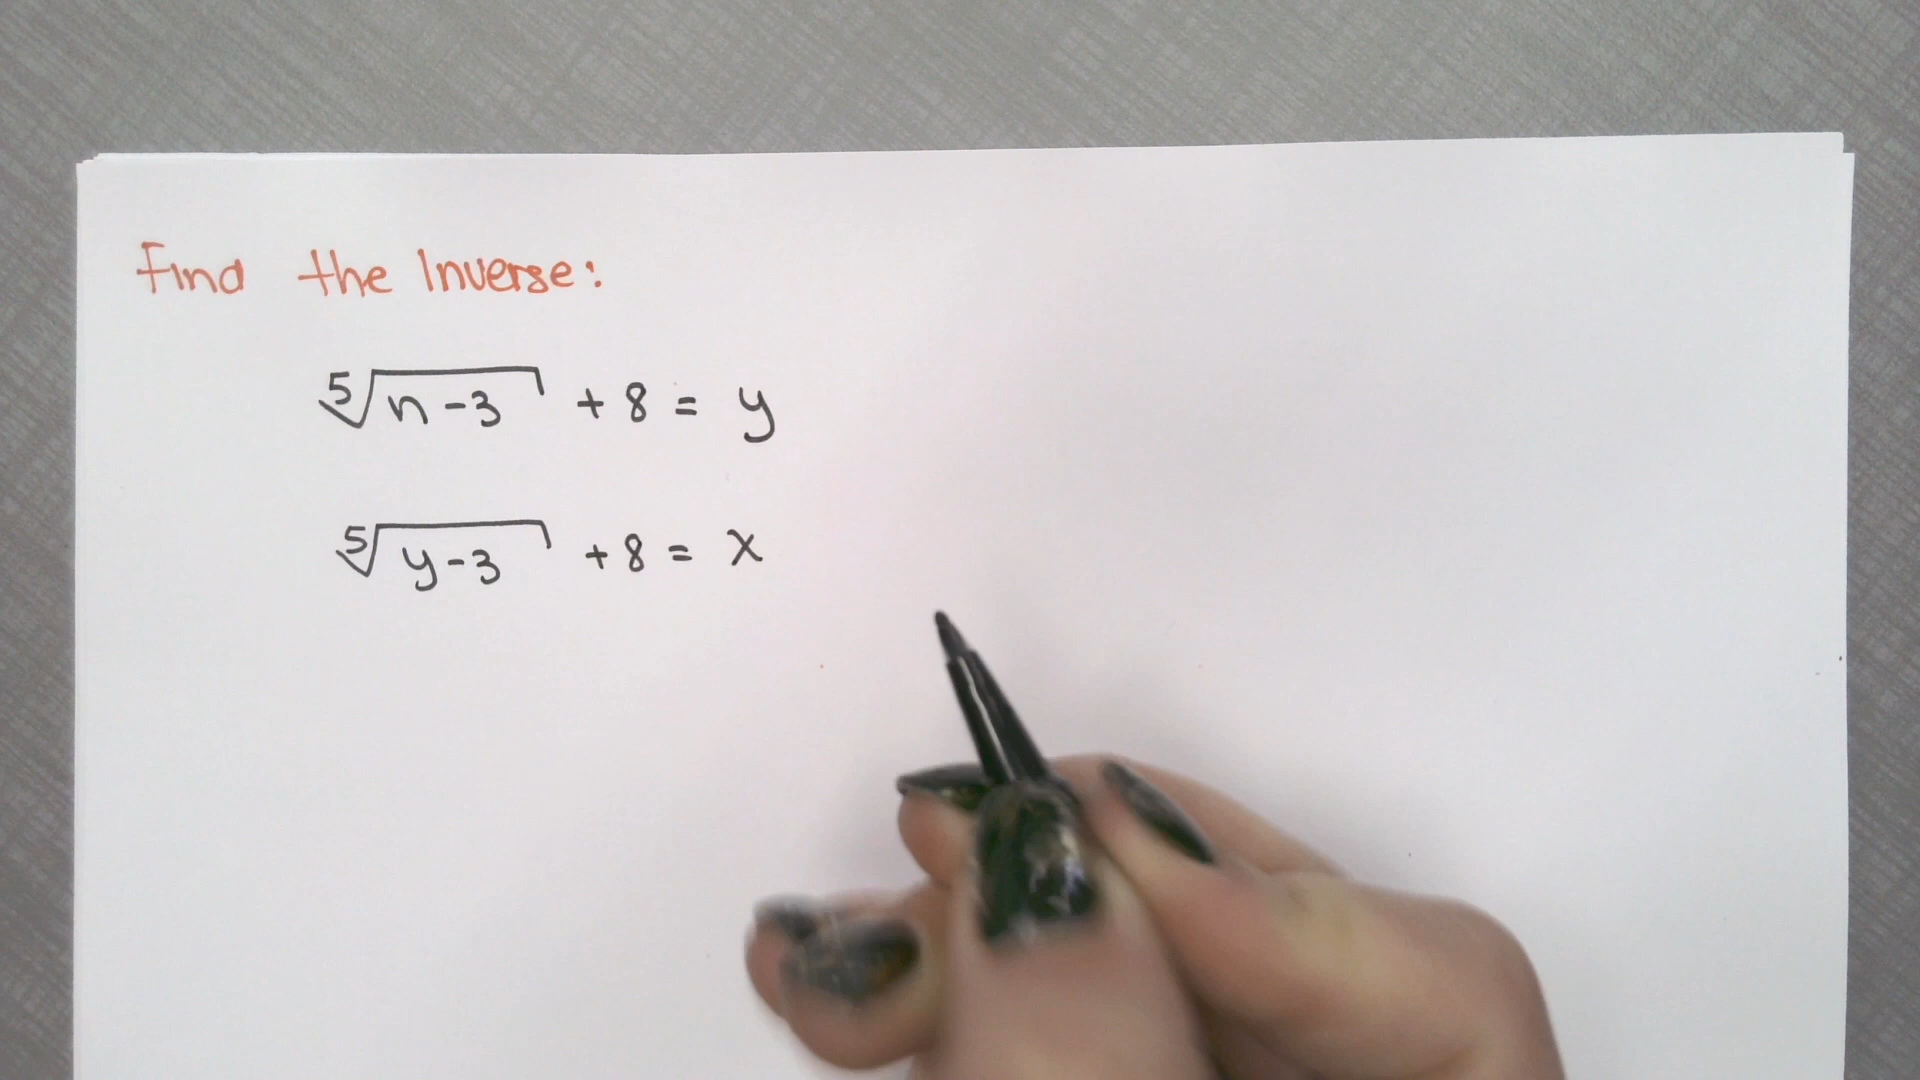 Find the Inverse:
⁵√(n-3) + 8 = y
⁵√(y-3) + 8 = x